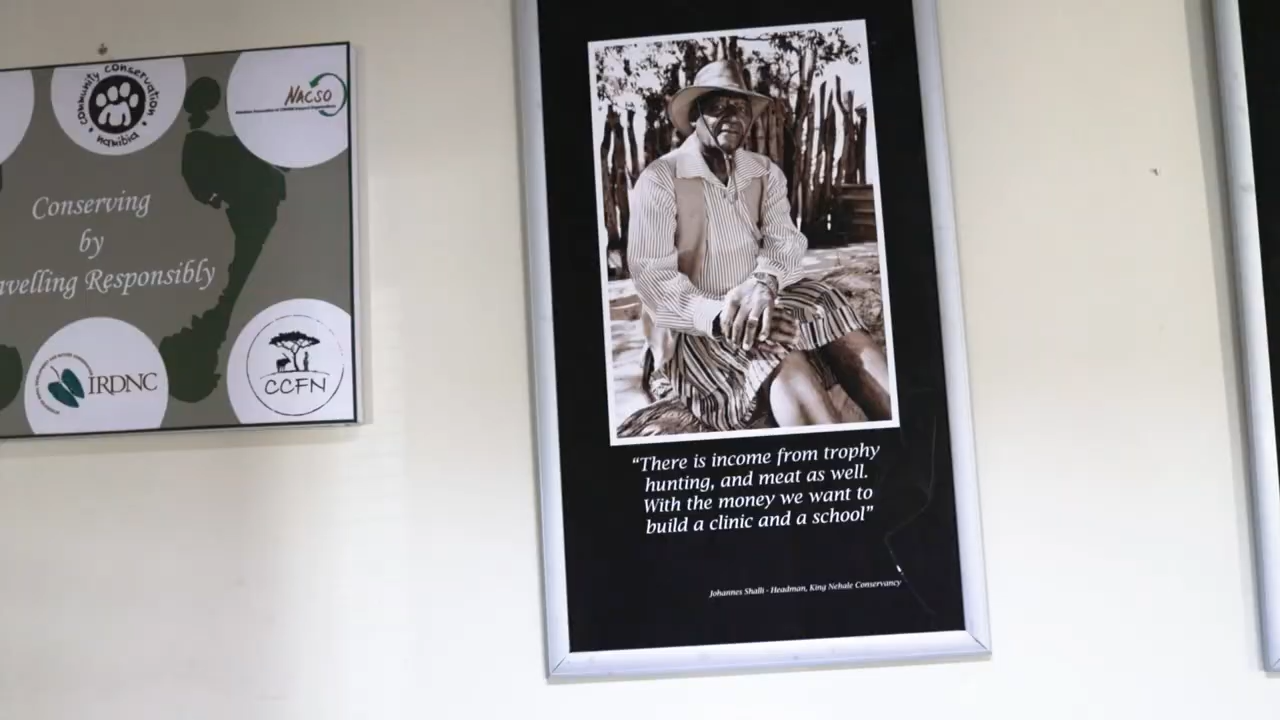 community conservation
namibia
NACSO
Conserving
by
avelling Responsibly
IRDNC
CCFN
“There is income from trophy
hunting, and meat as well.
With the money we want to
build a clinic and a school”
Johannes Shalli - Headman, King Nehale Conservancy